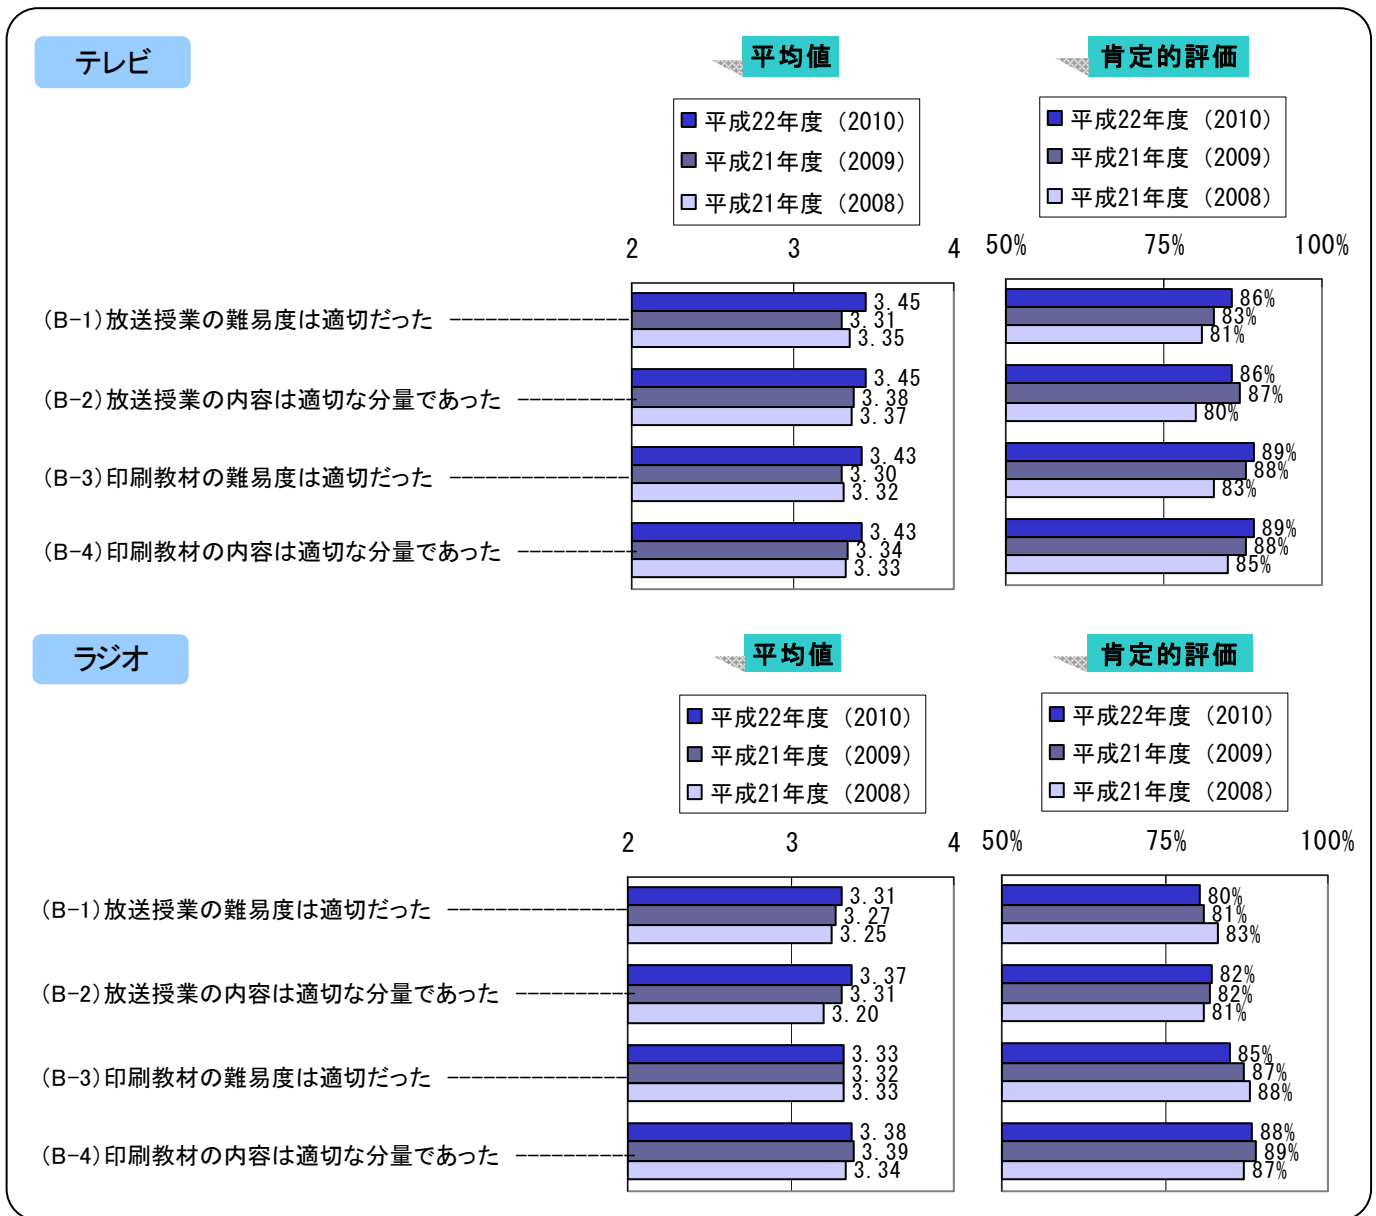 テレビ
平均値
肯定的評価
平成22年度（2010）
平成21年度（2009）
平成21年度（2008）
平成22年度（2010）
平成21年度（2009）
平成21年度（2008）
2 3 4
50% 75% 100%
(B-1)放送授業の難易度は適切だった
3.45
3.31
3.35
86%
83%
81%
(B-2)放送授業の内容は適切な分量であった
3.45
3.38
3.37
86%
87%
80%
(B-3)印刷教材の難易度は適切だった
3.43
3.30
3.32
89%
88%
83%
(B-4)印刷教材の内容は適切な分量であった
3.43
3.34
3.33
89%
88%
85%
ラジオ
平均値
肯定的評価
平成22年度（2010）
平成21年度（2009）
平成21年度（2008）
平成22年度（2010）
平成21年度（2009）
平成21年度（2008）
2 3 4
50% 75% 100%
(B-1)放送授業の難易度は適切だった
3.31
3.27
3.25
80%
81%
83%
(B-2)放送授業の内容は適切な分量であった
3.37
3.31
3.20
82%
82%
81%
(B-3)印刷教材の難易度は適切だった
3.33
3.32
3.33
85%
87%
88%
(B-4)印刷教材の内容は適切な分量であった
3.38
3.39
3.34
88%
89%
87%